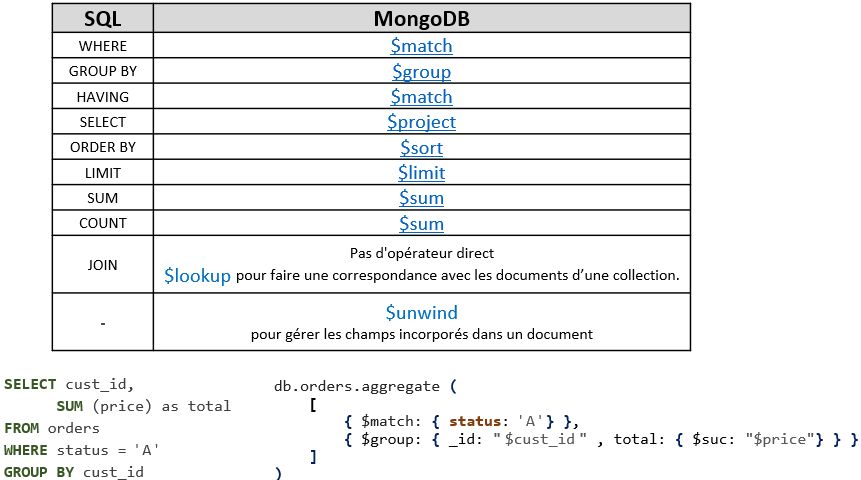 SQL MongoDB
WHERE $match
GROUP BY $group
HAVING $match
SELECT $project
ORDER BY $sort
LIMIT $limit
SUM $sum
COUNT $sum
JOIN Pas d'opérateur direct
$lookup pour faire une correspondance avec les documents d’une collection.
- $unwind
pour gérer les champs incorporés dans un document
SELECT cust_id,
SUM (price) as total
FROM orders
WHERE status = 'A'
GROUP BY cust_id
db.orders.aggregate (
[
{ $match: { status: 'A'} },
{ $group: { _id: "$cust_id" , total: { $suc: "$price"} } }
]
)